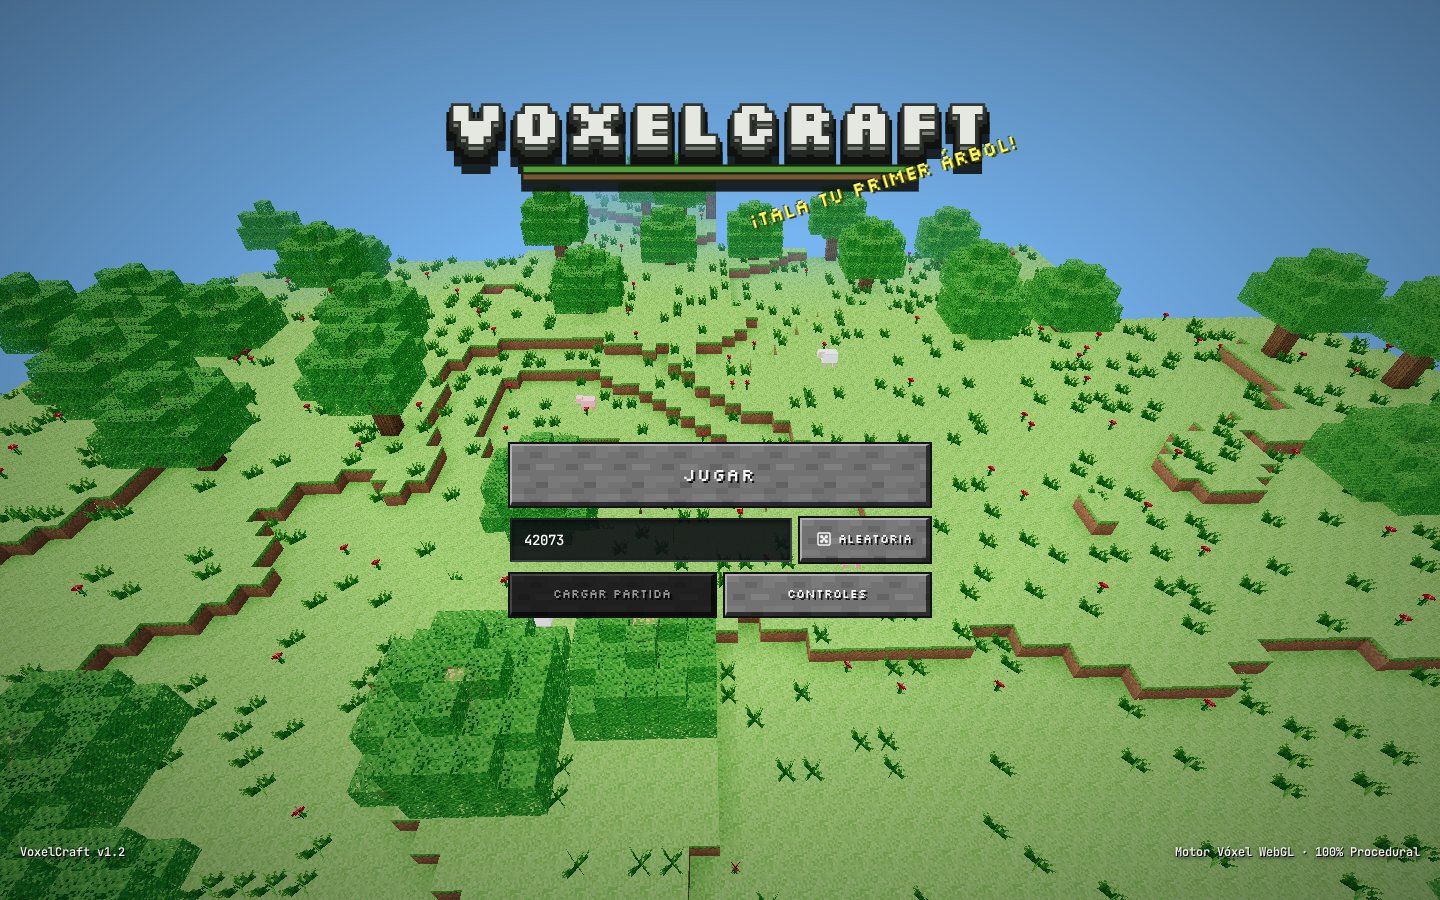 VOXELCRAFT
¡TALA TU PRIMER ÁRBOL!
JUGAR
42073
ALEATORIA
CARGAR PARTIDA
CONTROLES
VoxelCraft v1.2
Motor Vóxel WebGL · 100% Procedural